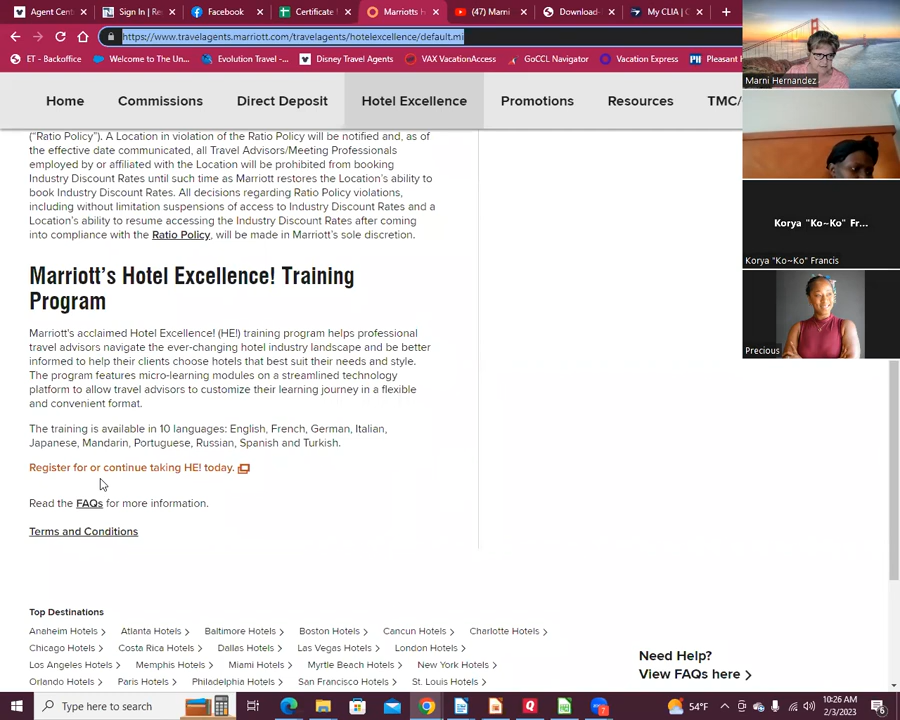 Agent Cent
Sign In | Re
Facebook
Certificate
Marriotts H
(47) Marni
Download-
My CLIA
https://www.travelagents.marriott.com/travelagents/hotelexcellence/default.mi
ET - Backoffice
Welcome to The Un...
Evolution Travel -...
Disney Travel Agents
VAX VacationAccess
GoCCL Navigator
Vacation Express
Pleasant H
Home
Commissions
Direct Deposit
Hotel Excellence
Promotions
Resources
TMC/
("Ratio Policy"). A Location in violation of the Ratio Policy will be notified and, as of
the effective date communicated, all Travel Advisors/Meeting Professionals
employed by or affiliated with the Location will be prohibited from booking
Industry Discount Rates until such time as Marriott restores the Location's ability to
book Industry Discount Rates. All decisions regarding Ratio Policy violations,
including without limitation suspensions of access to Industry Discount Rates and a
Location's ability to resume accessing the Industry Discount Rates after coming
into compliance with the Ratio Policy, will be made in Marriott's sole discretion.
Marriott's Hotel Excellence! Training
Program
Marriott's acclaimed Hotel Excellence! (HE!) training program helps professional
travel advisors navigate the ever-changing hotel industry landscape and be better
informed to help their clients choose hotels that best suit their needs and style.
The program features micro-learning modules on a streamlined technology
platform to allow travel advisors to customize their learning journey in a flexible
and convenient format.
The training is available in 10 languages: English, French, German, Italian,
Japanese, Mandarin, Portuguese, Russian, Spanish and Turkish.
Register for or continue taking HE! today.
Read the FAQs for more information.
Terms and Conditions
Top Destinations
Anaheim Hotels
Atlanta Hotels
Baltimore Hotels
Boston Hotels
Cancun Hotels
Charlotte Hotels
Chicago Hotels
Costa Rica Hotels
Dallas Hotels
Las Vegas Hotels
London Hotels
Los Angeles Hotels
Memphis Hotels
Miami Hotels
Myrtle Beach Hotels
New York Hotels
Orlando Hotels
Paris Hotels
Philadelphia Hotels
San Francisco Hotels
St. Louis Hotels
Need Help?
View FAQs here
Marni Hernandez
Korya "Ko~Ko" Fr...
Korya "Ko~Ko" Francis
Precious
Type here to search
54°F
10:26 AM
2/3/2023
6